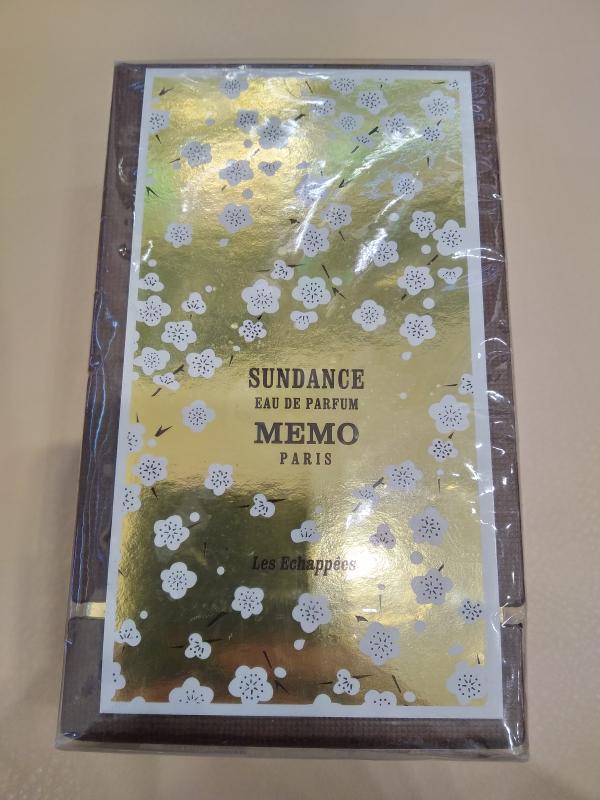 SUNDANCE
EAU DE PARFUM
MEMO
PARIS
Les Echappées